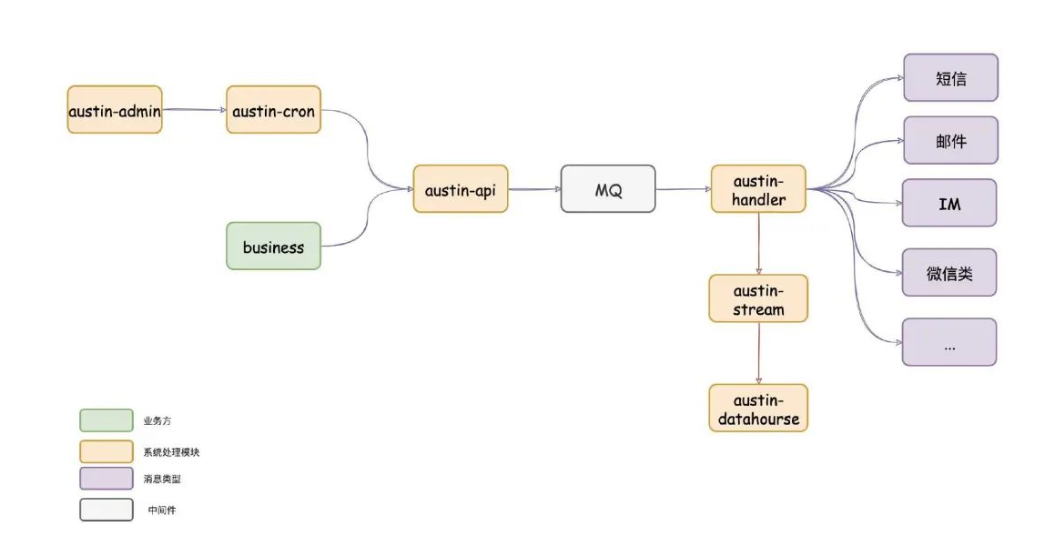 短信
austin-admin
austin-cron
邮件
austin-api
MQ
austin-
handler
IM
business
微信类
austin-
stream
...
austin-
datahourse
业务方
系统处理模块
消息类型
中间件